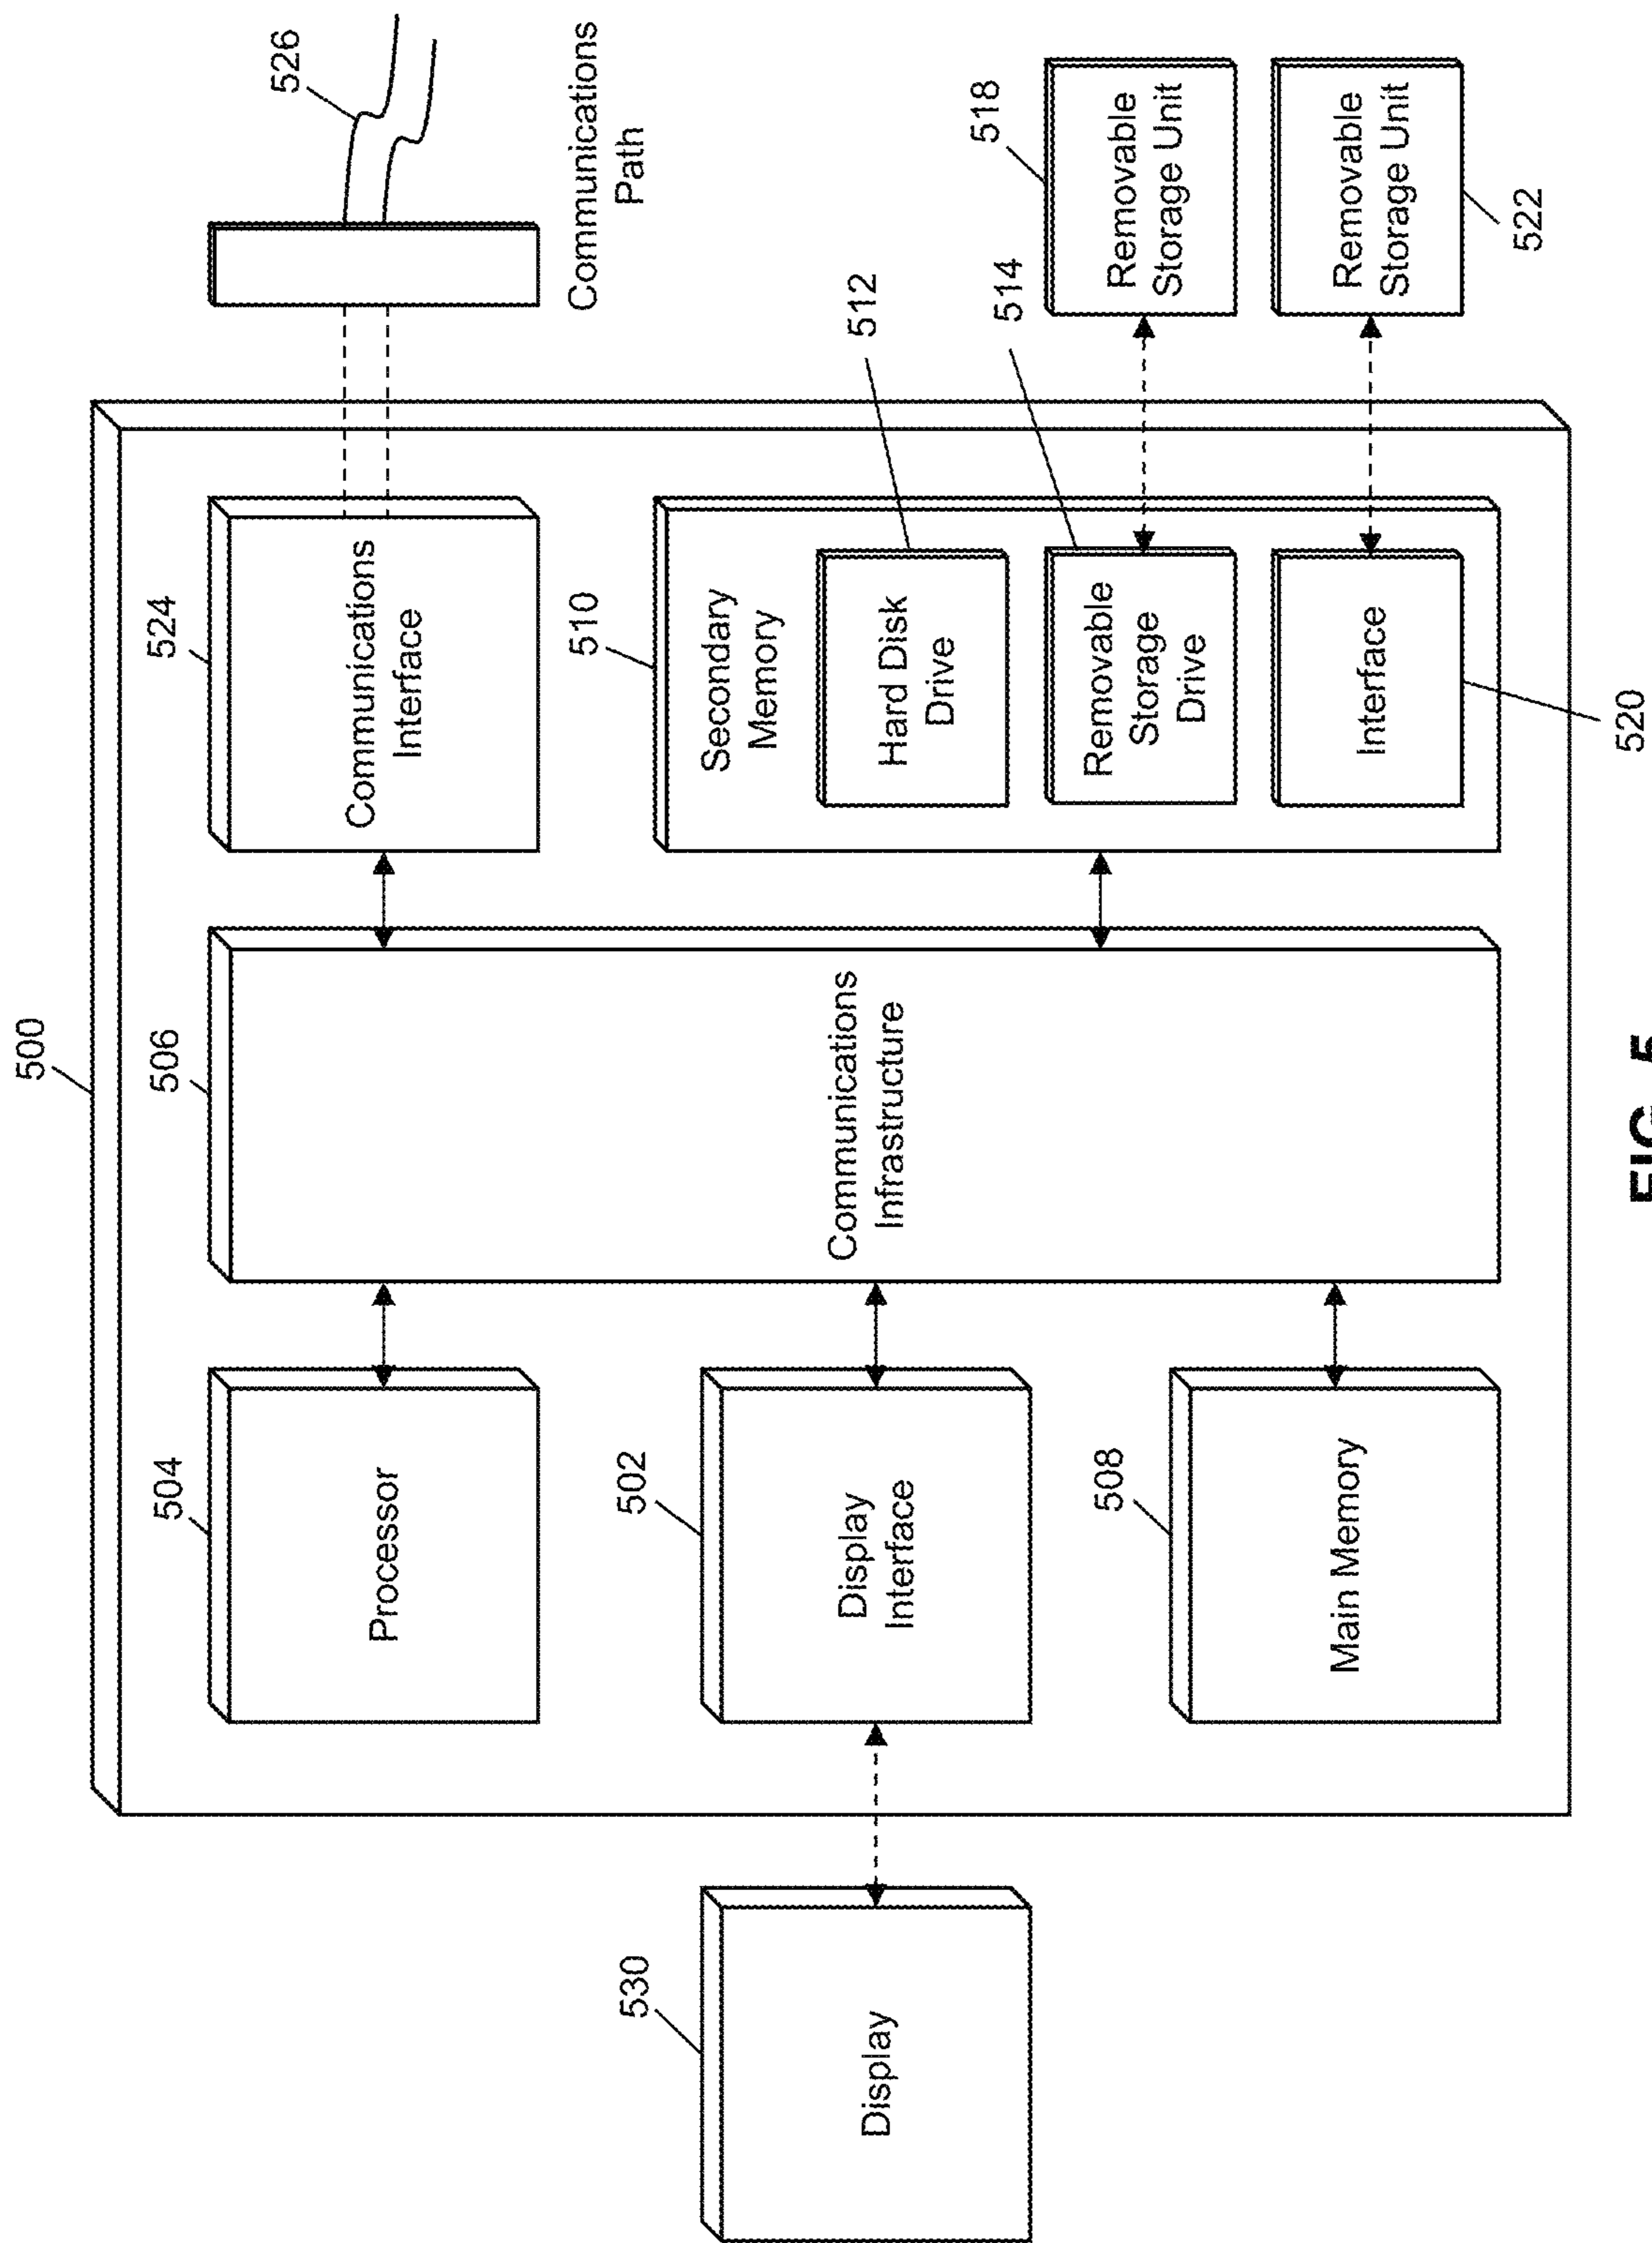 500
530
Display
504
Processor
502
Display
Interface
508
Main Memory
506
Communications
Infrastructure
524
Communications
Interface
510
Secondary
Memory
Hard Disk
Drive
512
Removable
Storage
Drive
514
Interface
520
526
Communications
Path
518
Removable
Storage Unit
Removable
Storage Unit
522
FIG. 5